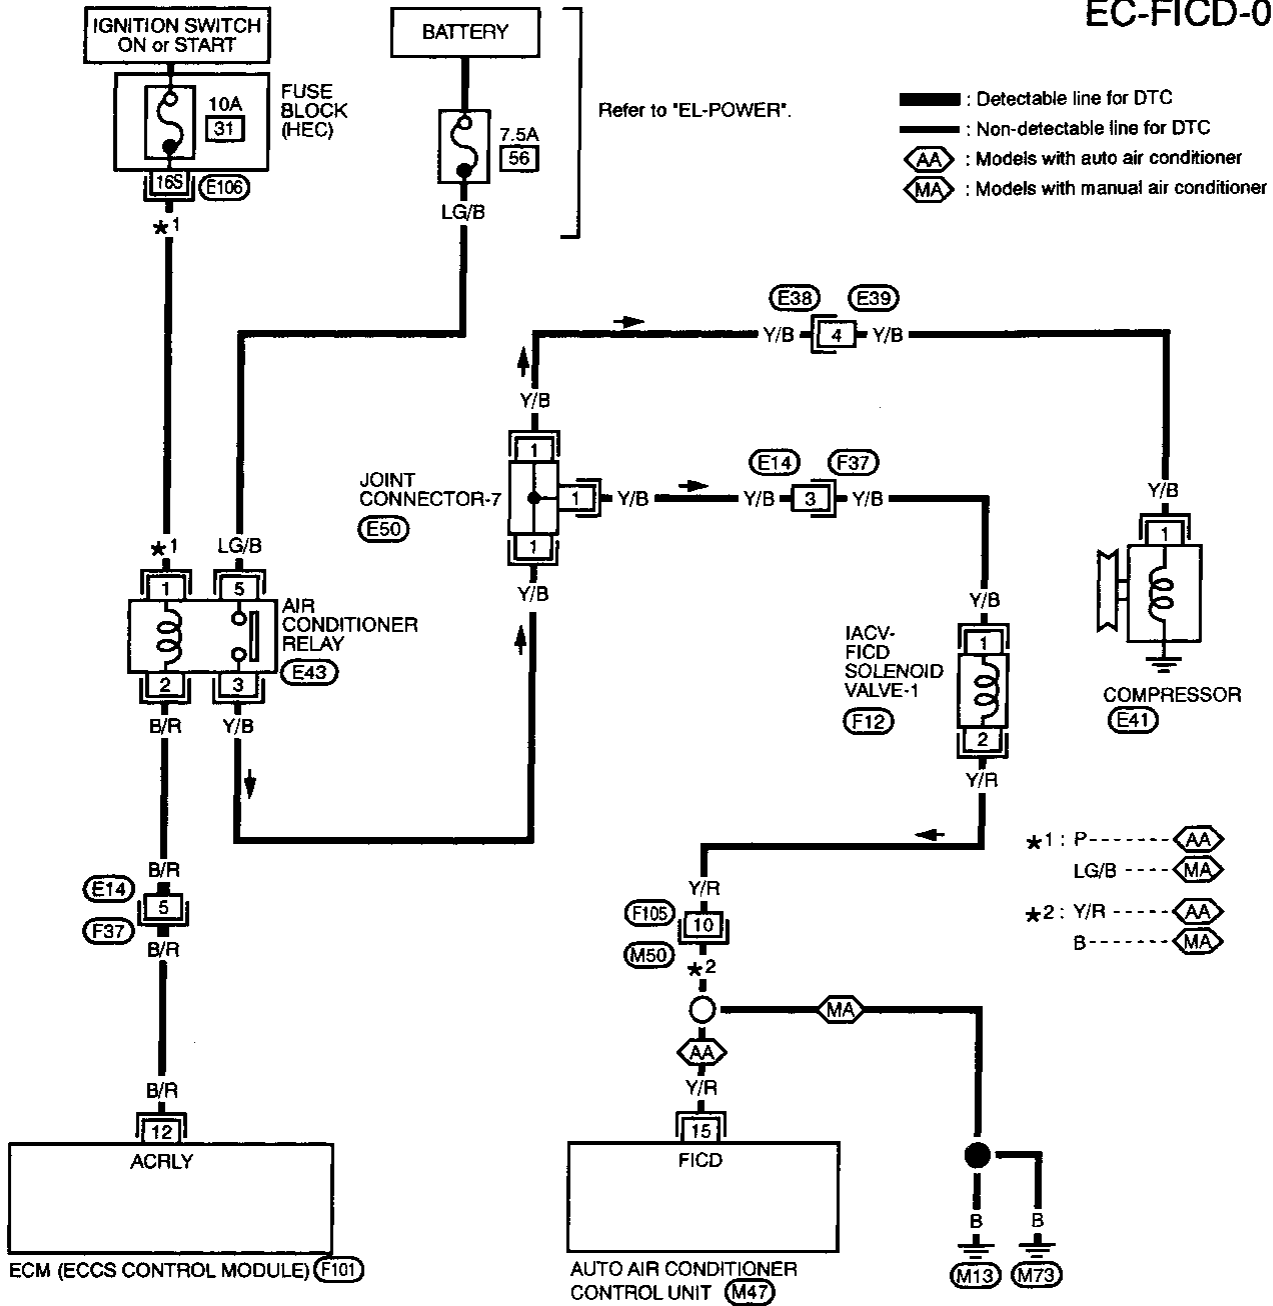 EC-FICD-0
IGNITION SWITCH
ON or START
BATTERY
10A
31
FUSE
BLOCK
(HEC)
7.5A
56
Refer to "EL-POWER".
: Detectable line for DTC
: Non-detectable line for DTC
AA : Models with auto air conditioner
MA : Models with manual air conditioner
16S E106
*1
LG/B
E38 E39
Y/B 4 Y/B
Y/B
1
JOINT
CONNECTOR-7
E50
1
1
Y/B
E14 F37
Y/B Y/B 3 Y/B
*1 LG/B
1 5
AIR
CONDITIONER
RELAY
E43
2 3
B/R Y/B
Y/B
1
COMPRESSOR
E41
Y/B
1
IACV-
FICD
SOLENOID
VALVE-1
F12
2
Y/R
*1 : P ------ AA
LG/B ---- MA
*2 : Y/R ----- AA
B ------- MA
B/R
E14
5
F37
B/R
Y/R
F105
10
M50
*2
MA
AA
Y/R
B/R
12
ACRLY
ECM (ECCS CONTROL MODULE) F101
15
FICD
AUTO AIR CONDITIONER
CONTROL UNIT M47
B B
M13 M73